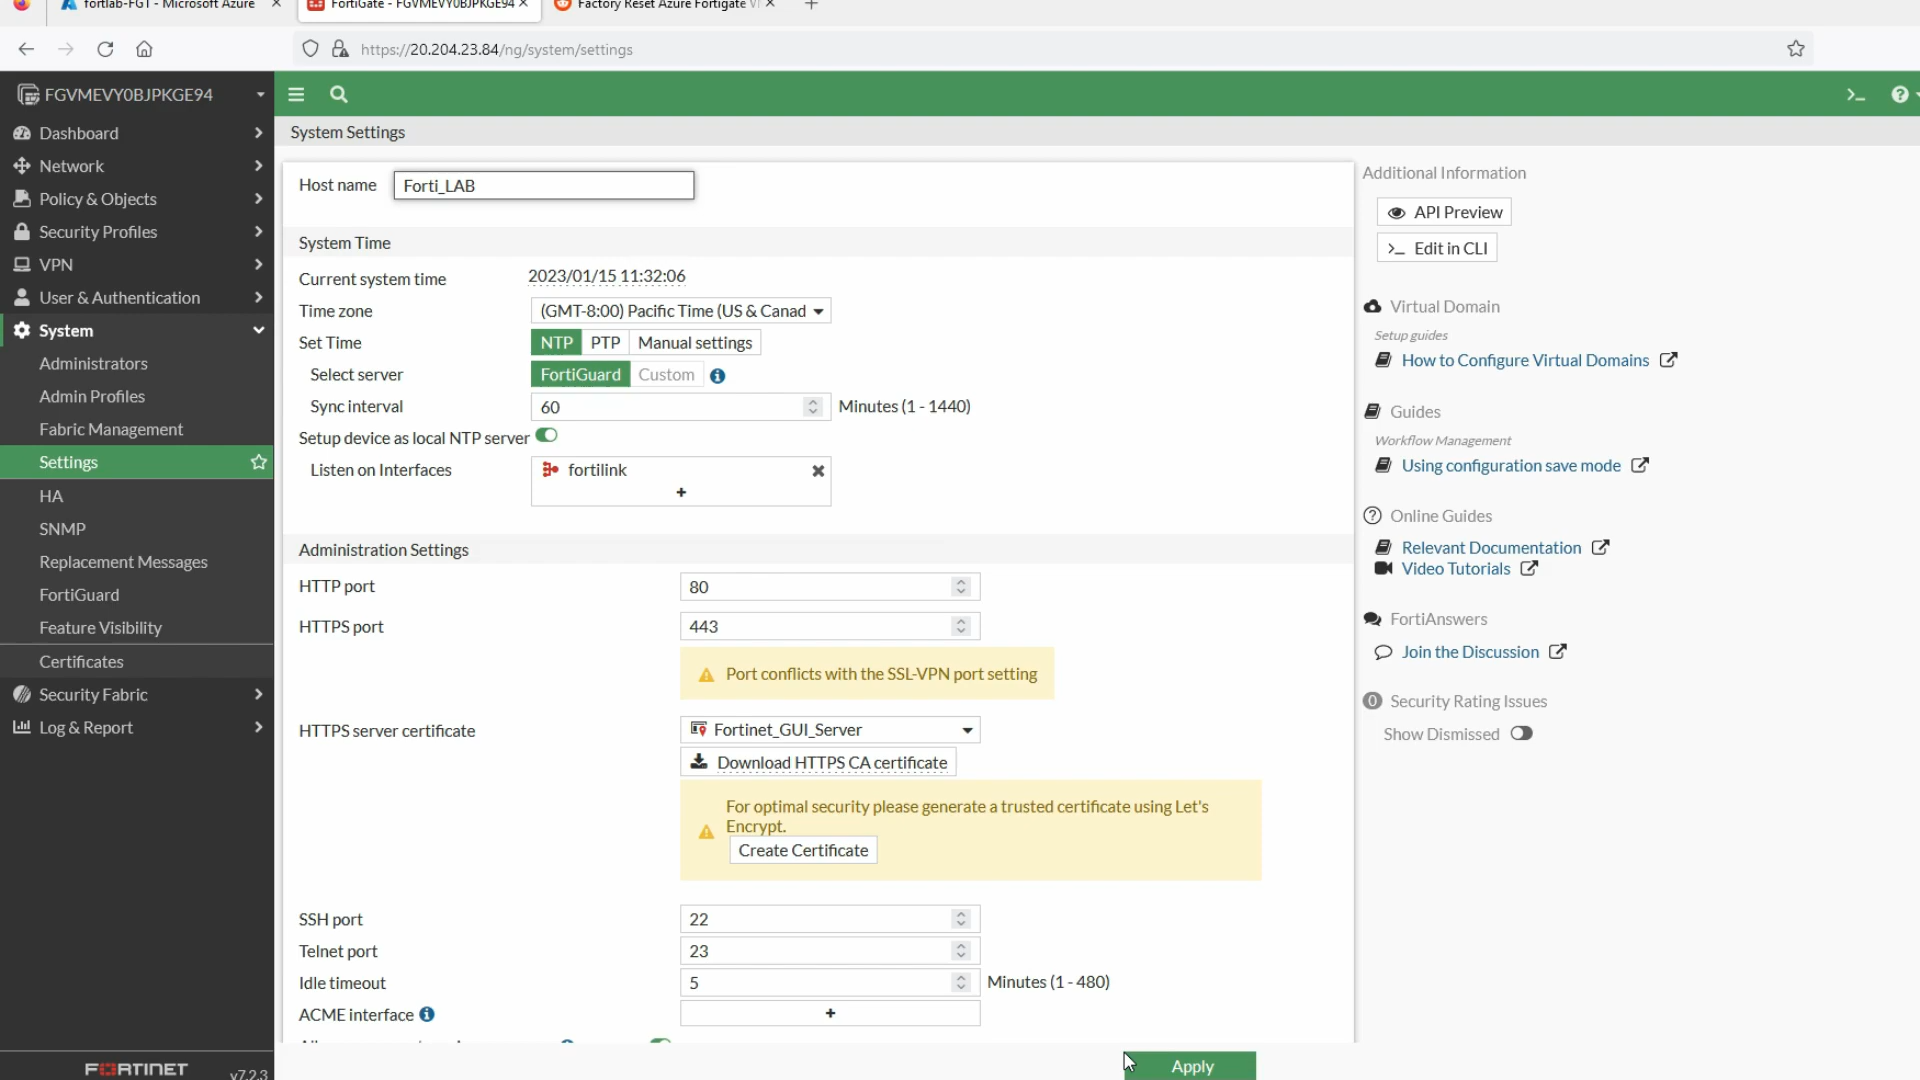 fortlab-FGT - Microsoft Azure
FortiGate - FGVMEVY0BJPKGE94
Factory Reset Azure Fortigate
https://20.204.23.84/ng/system/settings
FGVMEVY0BJPKGE94
Dashboard
Network
Policy & Objects
Security Profiles
VPN
User & Authentication
System
Administrators
Admin Profiles
Fabric Management
Settings
HA
SNMP
Replacement Messages
FortiGuard
Feature Visibility
Certificates
Security Fabric
Log & Report
FORTINET
v7.2.3
System Settings
Host name Forti_LAB
System Time
Current system time 2023/01/15 11:32:06
Time zone (GMT-8:00) Pacific Time (US & Canad
Set Time NTP PTP Manual settings
Select server FortiGuard Custom
Sync interval 60 Minutes (1 - 1440)
Setup device as local NTP server
Listen on Interfaces fortilink
+
Administration Settings
HTTP port 80
HTTPS port 443
Port conflicts with the SSL-VPN port setting
HTTPS server certificate Fortinet_GUI_Server
Download HTTPS CA certificate
For optimal security please generate a trusted certificate using Let's
Encrypt.
Create Certificate
SSH port 22
Telnet port 23
Idle timeout 5 Minutes (1 - 480)
ACME interface +
Apply
Additional Information
API Preview
>_ Edit in CLI
Virtual Domain
Setup guides
How to Configure Virtual Domains
Guides
Workflow Management
Using configuration save mode
Online Guides
Relevant Documentation
Video Tutorials
FortiAnswers
Join the Discussion
0 Security Rating Issues
Show Dismissed